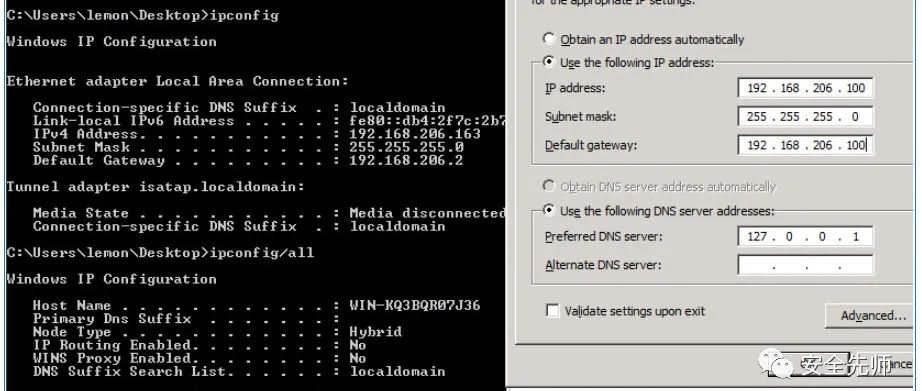 C:\Users\lemon\Desktop>ipconfig
Windows IP Configuration
Ethernet adapter Local Area Connection:
Connection-specific DNS Suffix . : localdomain
Link-local IPv6 Address . . . . . : fe80::db4:2f7c:2b7
IPv4 Address. . . . . . . . . . . : 192.168.206.163
Subnet Mask . . . . . . . . . . . : 255.255.255.0
Default Gateway . . . . . . . . . : 192.168.206.2
Tunnel adapter isatap.localdomain:
Media State . . . . . . . . . . . : Media disconnected
Connection-specific DNS Suffix . : localdomain
C:\Users\lemon\Desktop>ipconfig/all
Windows IP Configuration
Host Name . . . . . . . . . . . . : WIN-KQ3BQR07J36
Primary Dns Suffix . . . . . . . :
Node Type . . . . . . . . . . . . : Hybrid
IP Routing Enabled. . . . . . . . : No
WINS Proxy Enabled. . . . . . . . : No
DNS Suffix Search List. . . . . . : localdomain
for the appropriate IP settings.
Obtain an IP address automatically
Use the following IP address:
IP address: 192 . 168 . 206 . 100
Subnet mask: 255 . 255 . 255 . 0
Default gateway: 192 . 168 . 206 . 100
Obtain DNS server address automatically
Use the following DNS server addresses:
Preferred DNS server: 127 . 0 . 0 . 1
Alternate DNS server: . . .
Validate settings upon exit
Advanced...
安全先师